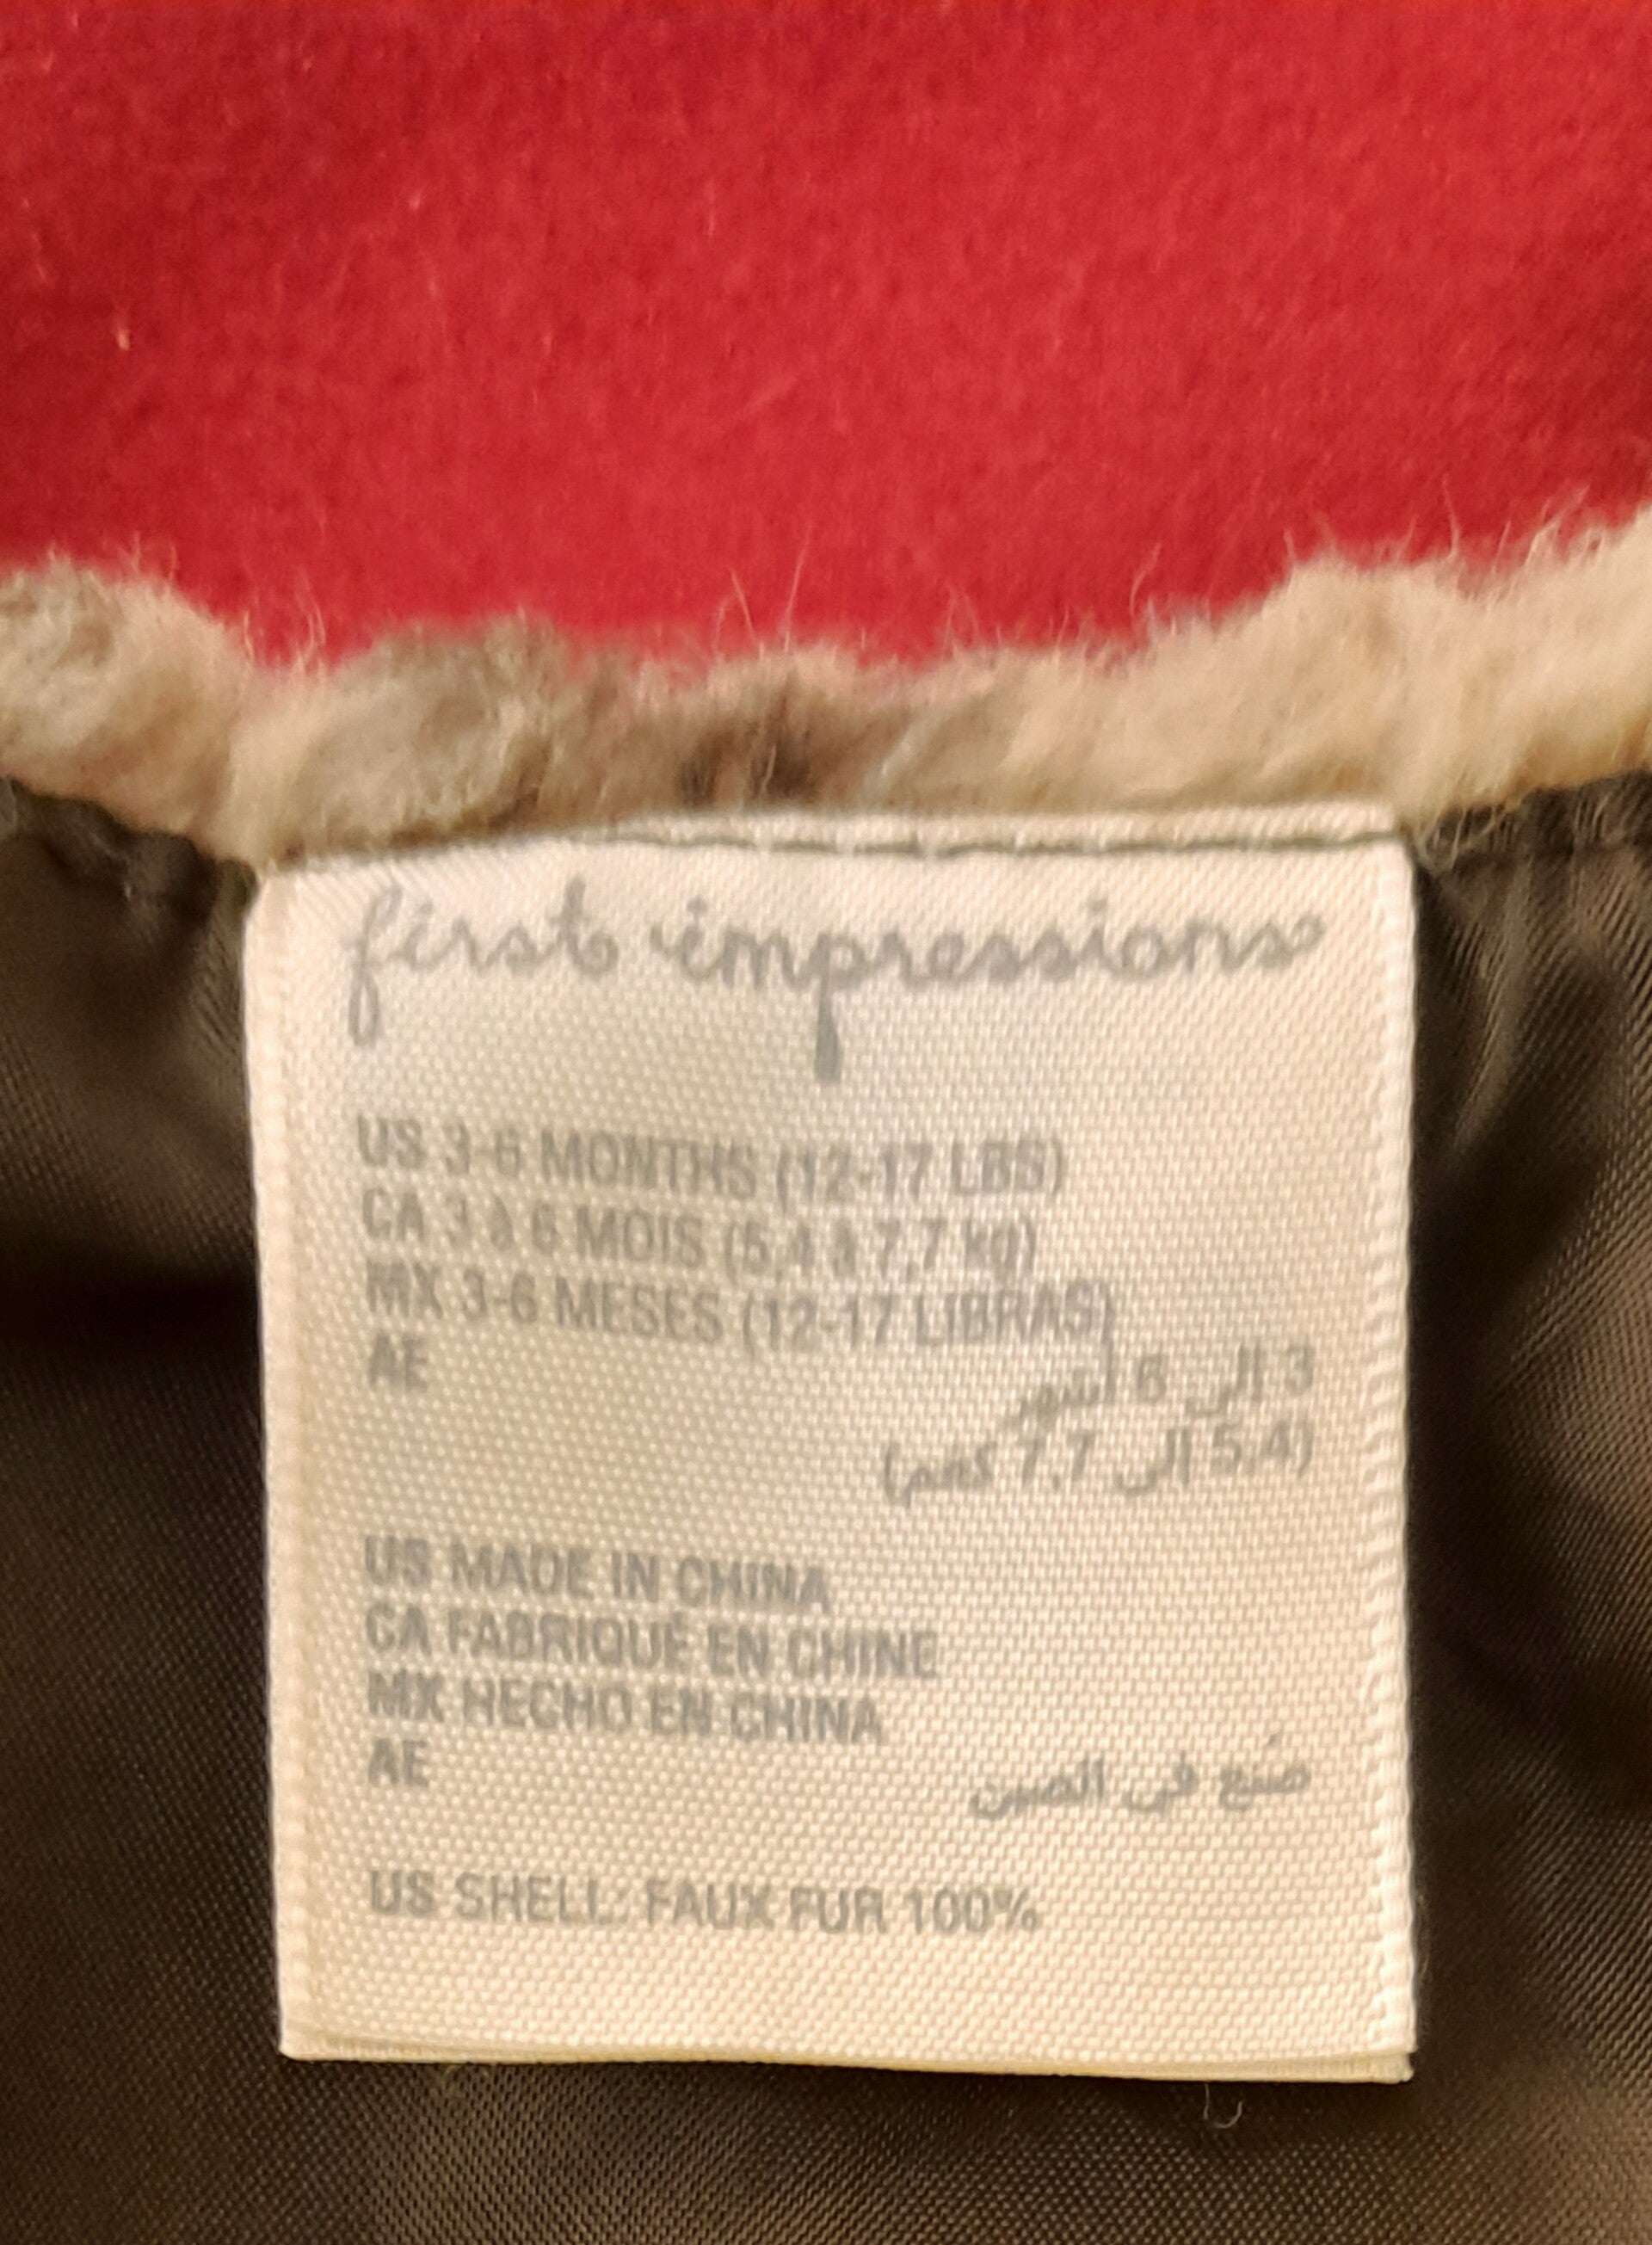 first impressions
US 3-6 MONTHS (12-17 LBS)
CA 3 à 6 MOIS (5.4 à 7.7 kg)
MX 3-6 MESES (12-17 LIBRAS)
AE
3 إلى 6 أشهر
(5.4 إلى 7.7 كغم)
US MADE IN CHINA
CA FABRIQUÉ EN CHINE
MX HECHO EN CHINA
AE
صُنع في الصين
US SHELL: FAUX FUR 100%